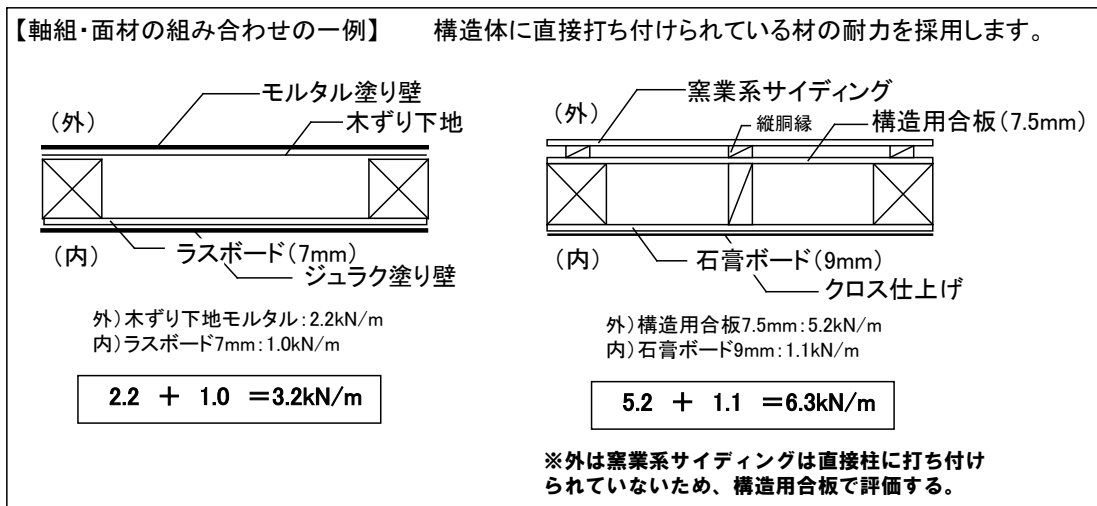 【軸組・面材の組み合わせの一例】　構造体に直接打ち付けられている材の耐力を採用します。
モルタル塗り壁
（外）
木ずり下地
（内）
ラスボード（7mm）
ジュラク塗り壁
外）木ずり下地モルタル：2.2kN/m
内）ラスボード7mm：1.0kN/m
2.2 ＋ 1.0 ＝3.2kN/m
窯業系サイディング
（外）
縦胴縁
構造用合板（7.5mm）
（内）
石膏ボード（9mm）
クロス仕上げ
外）構造用合板7.5mm：5.2kN/m
内）石膏ボード9mm：1.1kN/m
5.2 ＋ 1.1 ＝6.3kN/m
※外は窯業系サイディングは直接柱に打ち付け
られていないため、構造用合板で評価する。